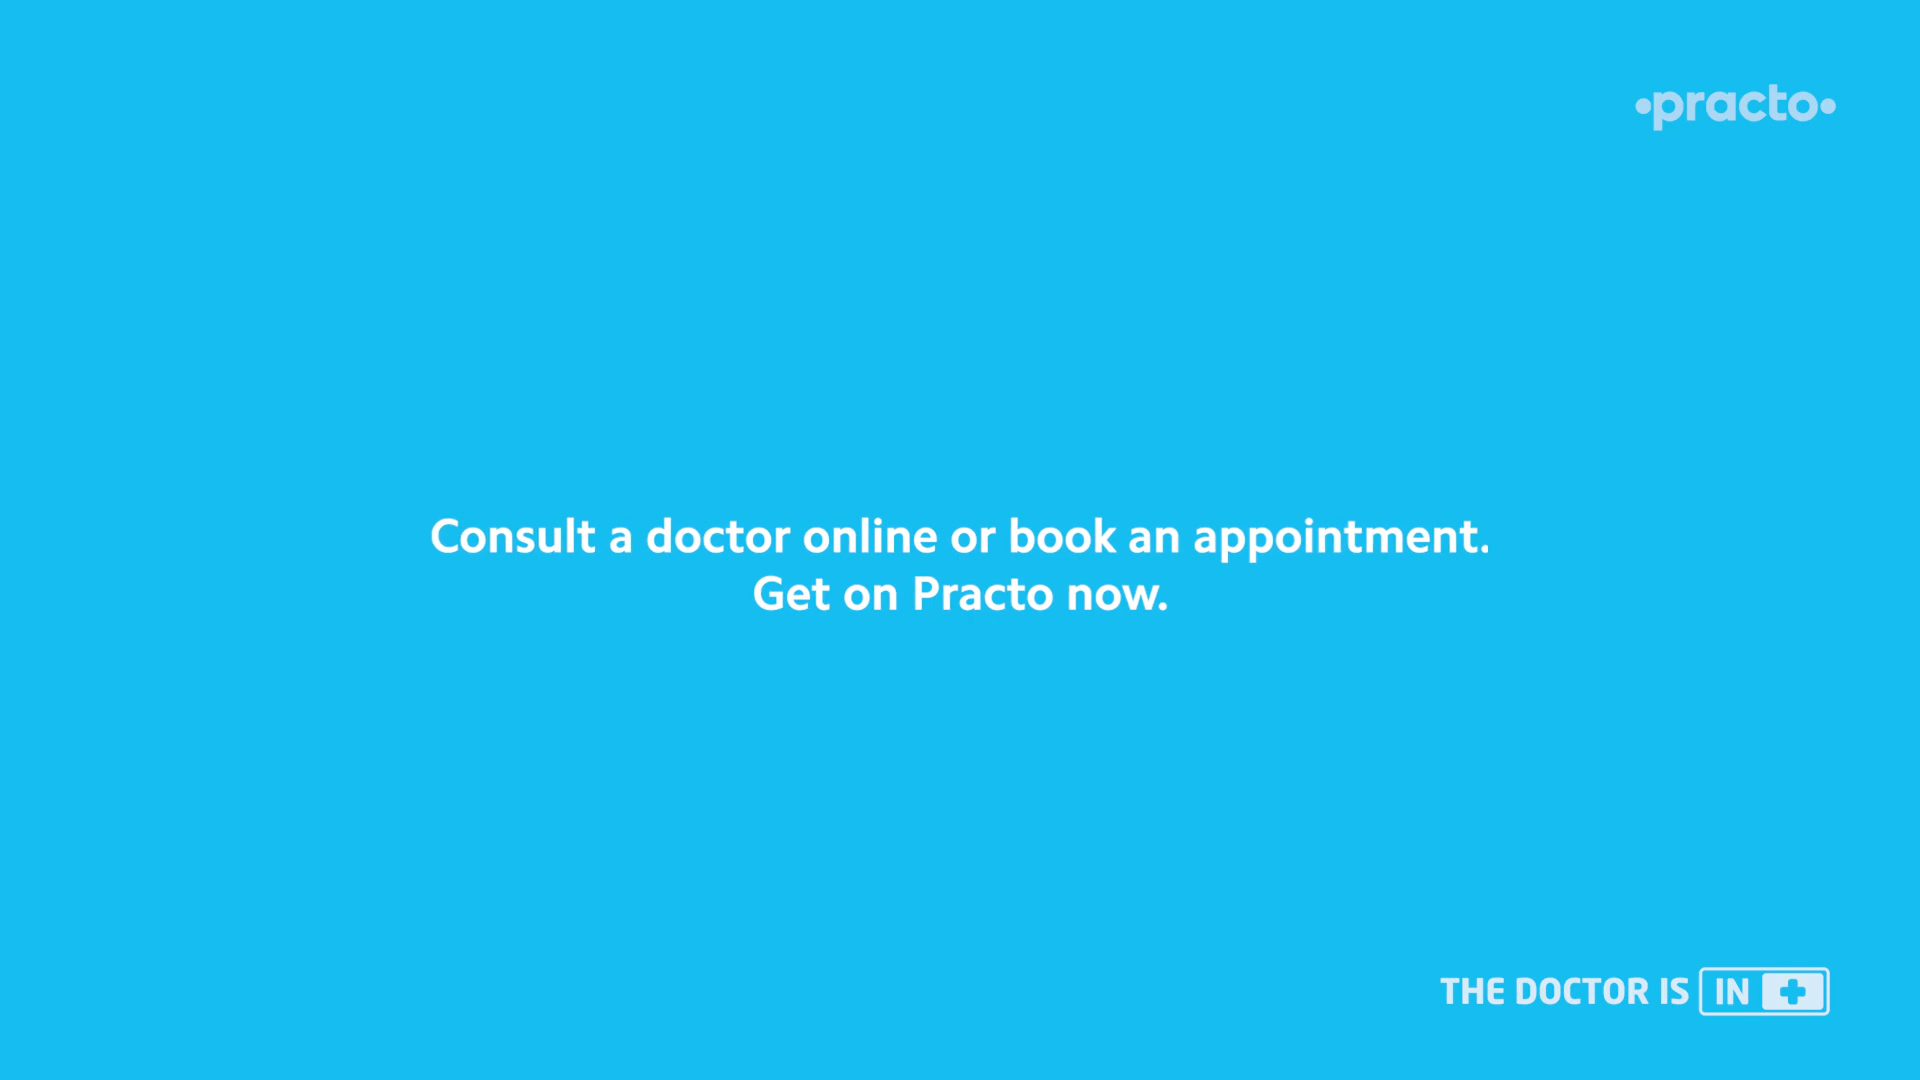 •practo•
Consult a doctor online or book an appointment.
Get on Practo now.
THE DOCTOR IS IN